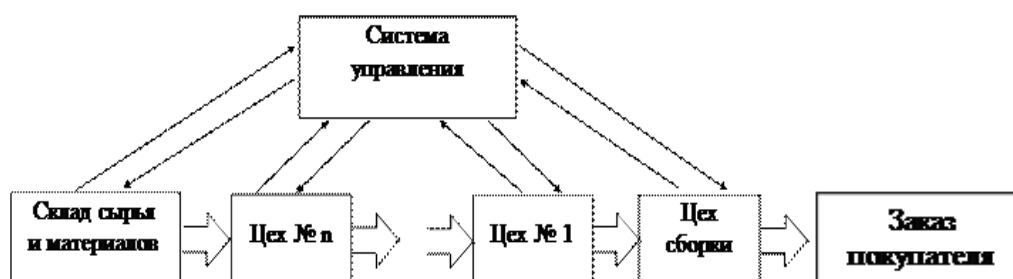 Система
управления
Склад сырья
и материалов
Цех № n
Цех № 1
Цех
сборки
Заказ
покупателя